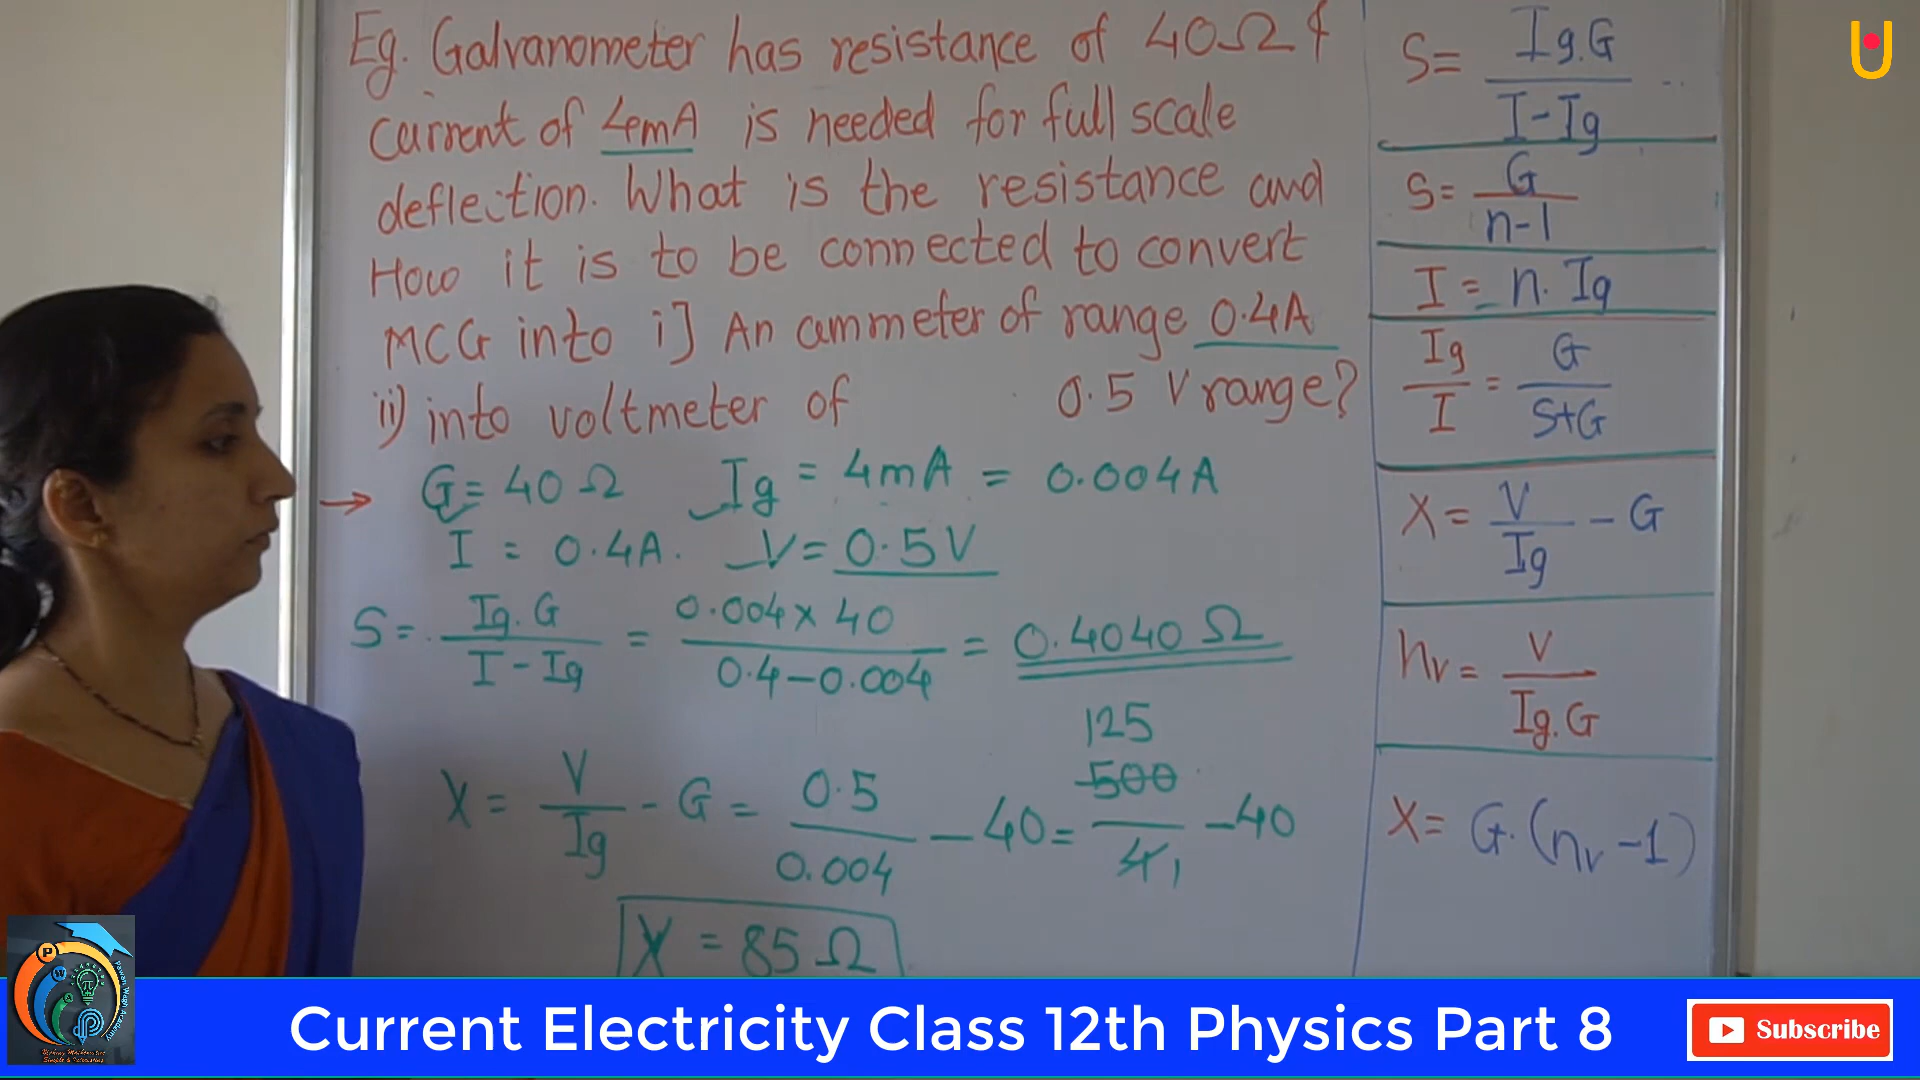 Eg. Galvanometer has resistance of 40Ω &
current of 4mA is needed for full scale
deflection. What is the resistance and
How it is to be connected to convert
MCG into i] An ammeter of range 0.4A
ii) into voltmeter of 0.5 V range?
→ G = 40 Ω Ig = 4mA = 0.004A
I = 0.4A. V = 0.5V
S = Ig.G / I - Ig = 0.004 x 40 / 0.4 - 0.004 = 0.4040 Ω
X = V / Ig - G = 0.5 / 0.004 - 40 = 500 125 / 4 1 - 40
X = 85 Ω
S = Ig.G / I - Ig
S = G / n-1
I = n. Ig
Ig / I = G / S+G
X = V / Ig - G
nv = V / Ig.G
X = G.(nv - 1)
U
Current Electricity Class 12th Physics Part 8
Subscribe